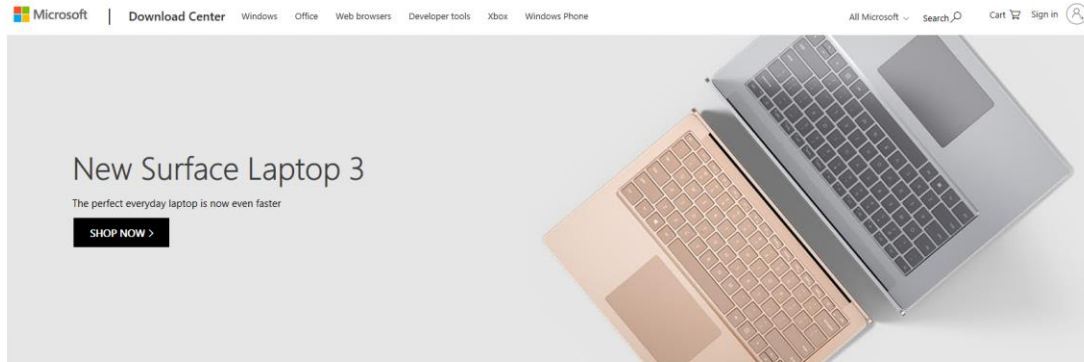 Microsoft Download Center Windows Office Web browsers Developer tools Xbox Windows Phone All Microsoft Search Cart Sign in
New Surface Laptop 3
The perfect everyday laptop is now even faster
SHOP NOW >